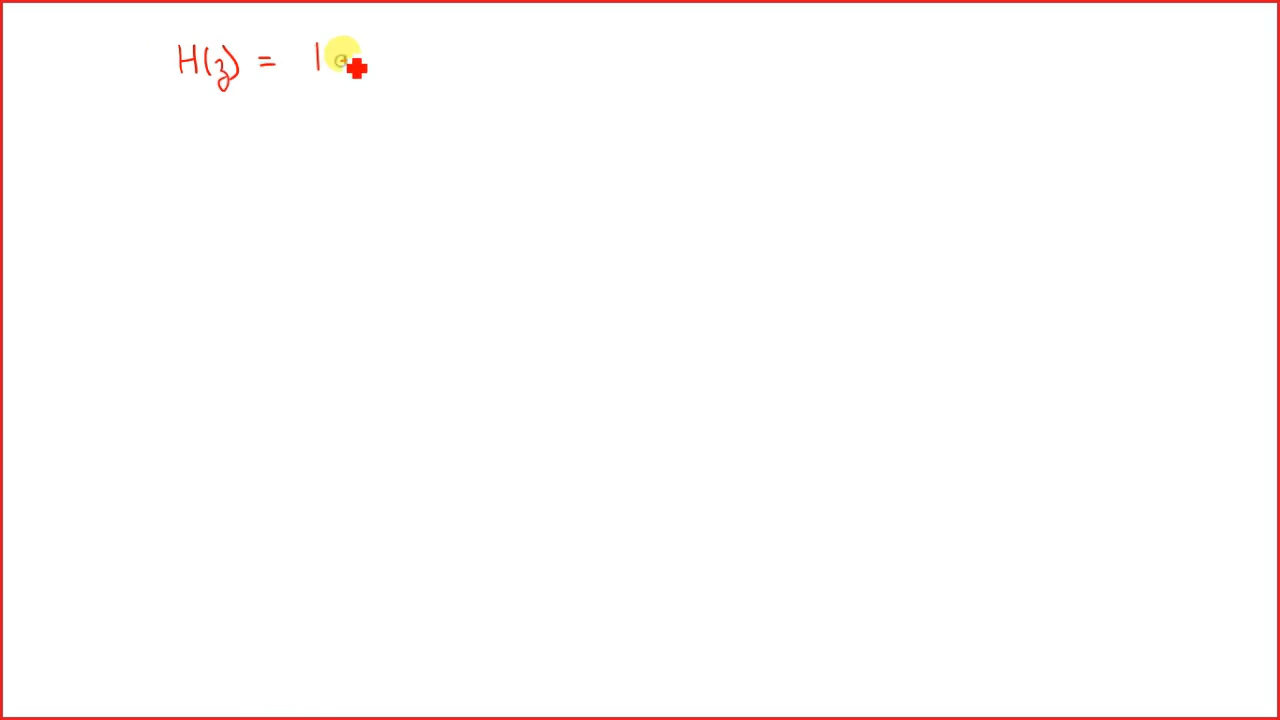 H(z) = 1